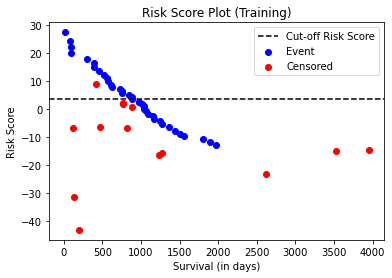 Risk Score Plot (Training)
Cut-off Risk Score
Event
Censored
Risk Score
30
20
10
0
−10
−20
−30
−40
0
500
1000
1500
2000
2500
3000
3500
4000
Survival (in days)